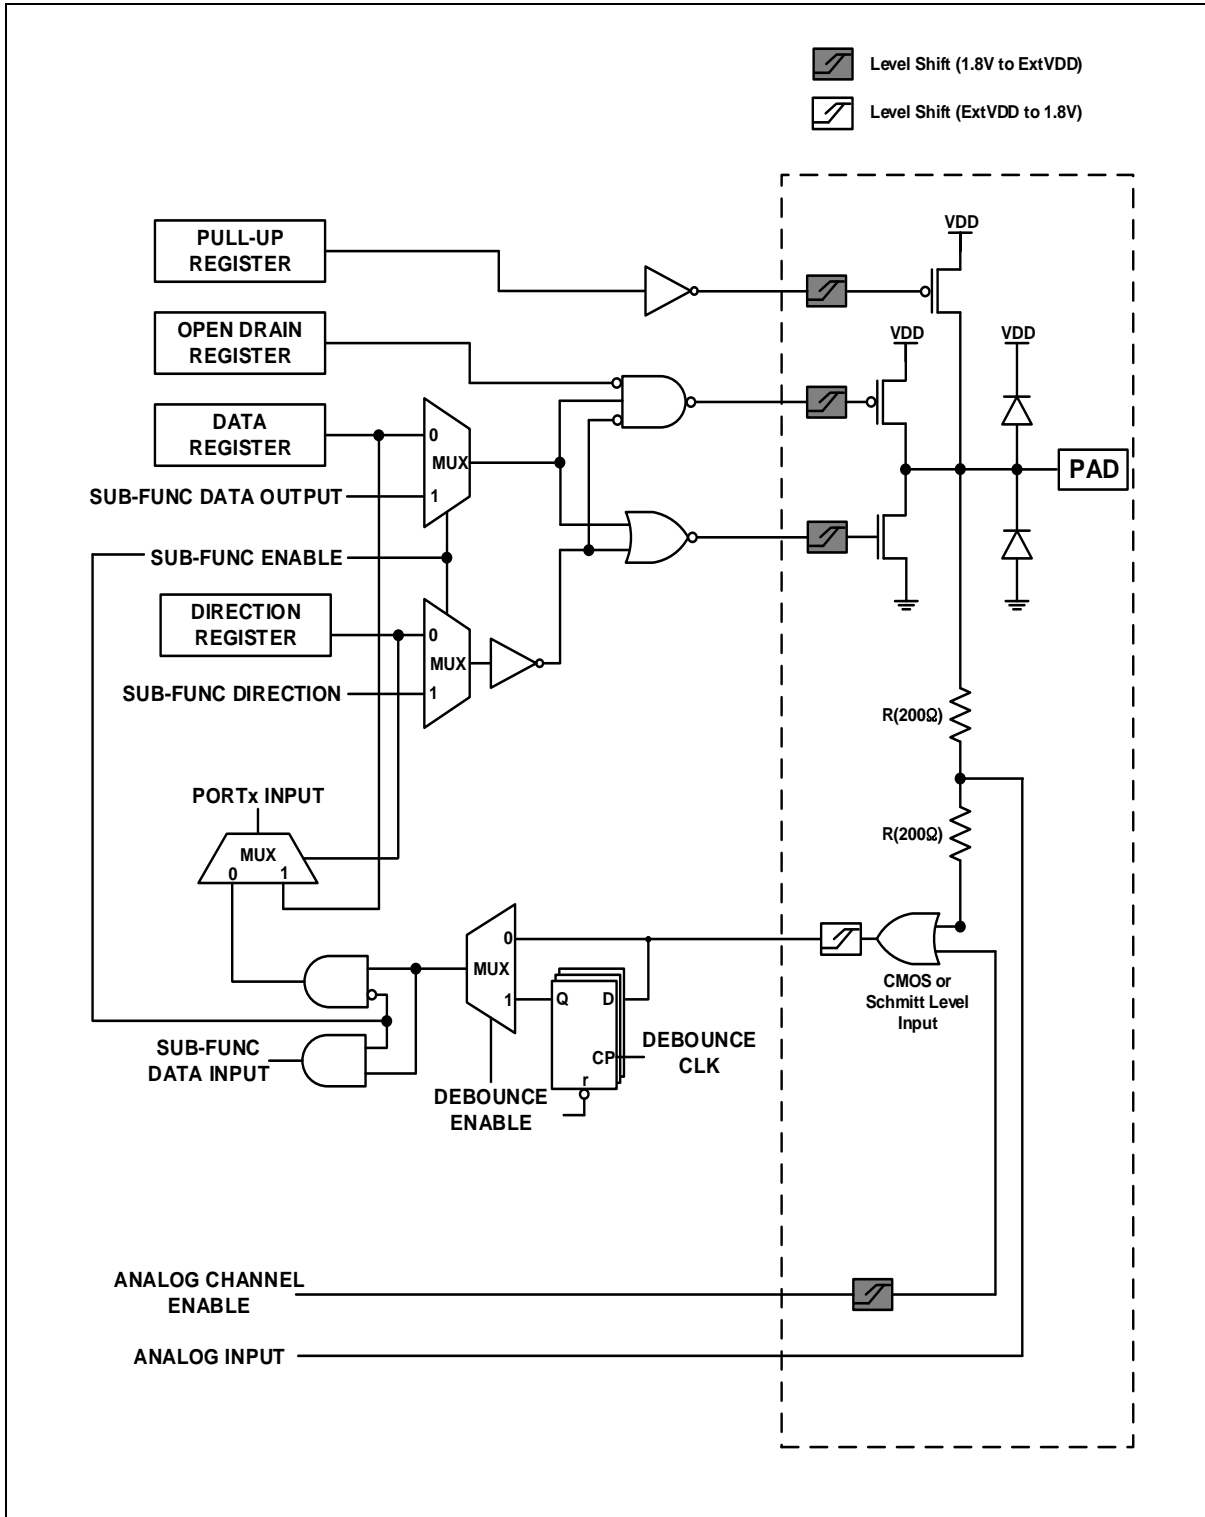 Level Shift (1.8V to ExtVDD)
Level Shift (ExtVDD to 1.8V)
VDD
PULL-UP
REGISTER
OPEN DRAIN
REGISTER
VDD
VDD
DATA
REGISTER
0
MUX
1
PAD
SUB-FUNC DATA OUTPUT
SUB-FUNC ENABLE
DIRECTION
REGISTER
0
MUX
1
SUB-FUNC DIRECTION
R(200Ω)
PORTx INPUT
R(200Ω)
MUX
0 1
0
MUX
1
Q D
CP
r
CMOS or
Schmitt Level
Input
SUB-FUNC
DATA INPUT
DEBOUNCE
CLK
DEBOUNCE
ENABLE
ANALOG CHANNEL
ENABLE
ANALOG INPUT